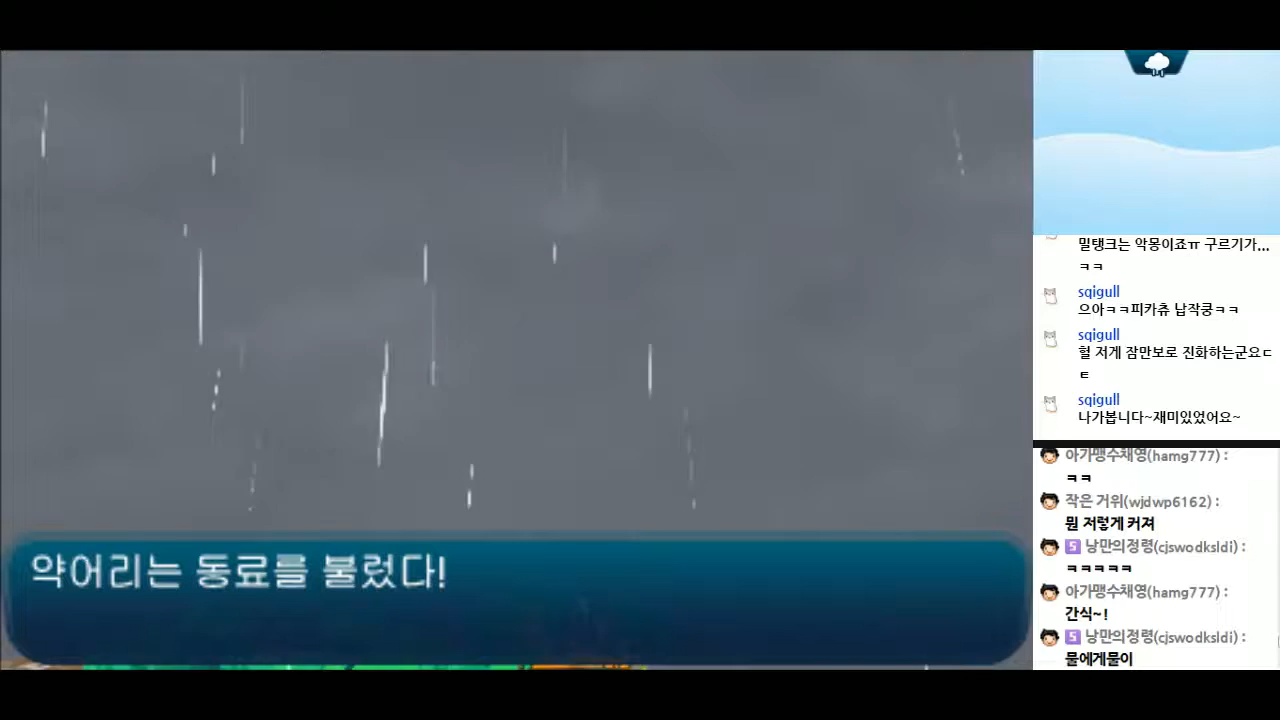 약어리는 동료를 불렀다!
밀탱크는 악몽이죠ㅠ 구르기가...
ㅋㅋ
sqigull
으아ㅋㅋ피카츄 납작쿵ㅋㅋ
sqigull
헐 저게 잠만보로 진화하는군요ㄷ
ㅌ
sqigull
나가봅니다~재미있었어요~
아가맹수채영(hamg777) :
ㅋㅋ
작은 거위(wjdwp6162) :
뭔 저렇게 커져
S 낭만의정령(cjswodksldi) :
ㅋㅋㅋㅋㅋ
아가맹수채영(hamg777) :
간식~!
S 낭만의정령(cjswodksldi) :
물에게물이